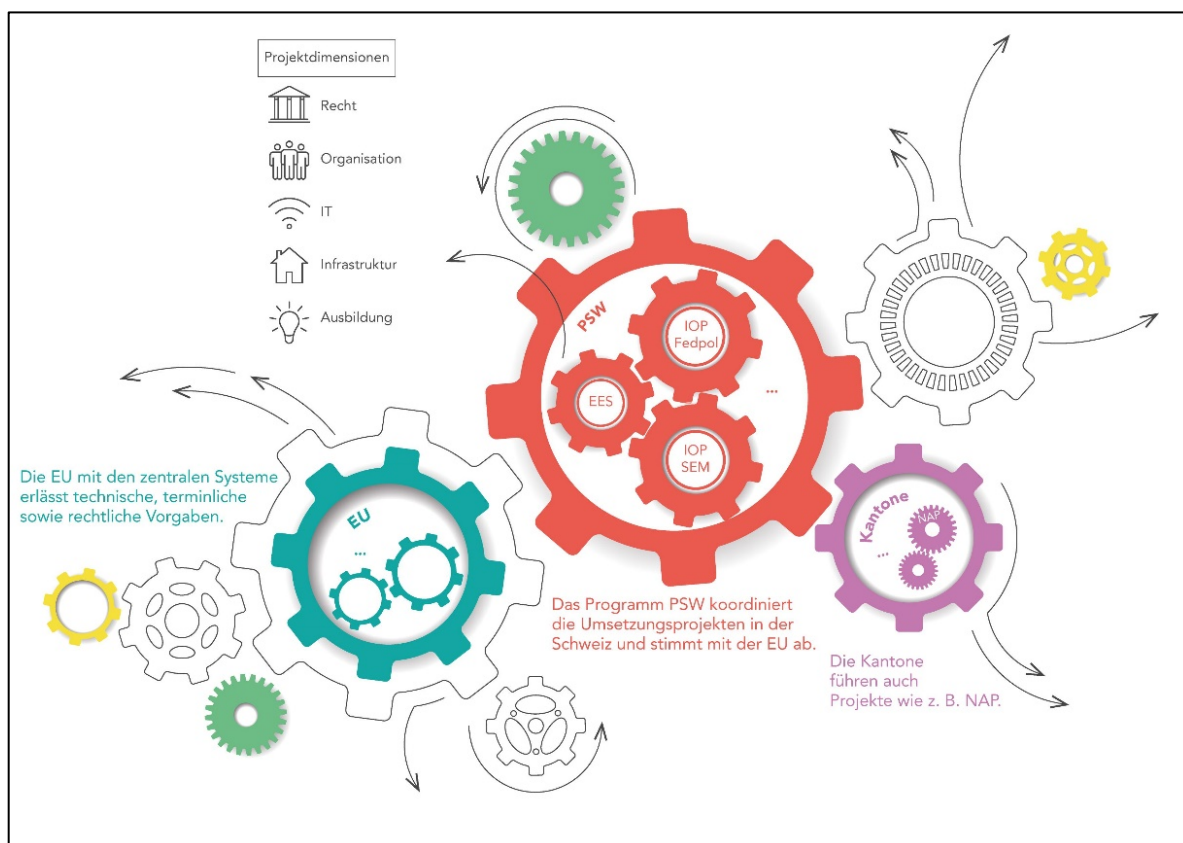 Projektdimensionen
Recht
Organisation
IT
Infrastruktur
Ausbildung
PSW
IOP
Fedpol
EES
...
IOP
SEM
Die EU mit den zentralen Systeme
erlässt technische, terminliche
sowie rechtliche Vorgaben.
EU
...
Kantone
NAP
...
Das Programm PSW koordiniert
die Umsetzungsprojekten in der
Schweiz und stimmt mit der EU ab.
Die Kantone
führen auch
Projekte wie z. B. NAP.